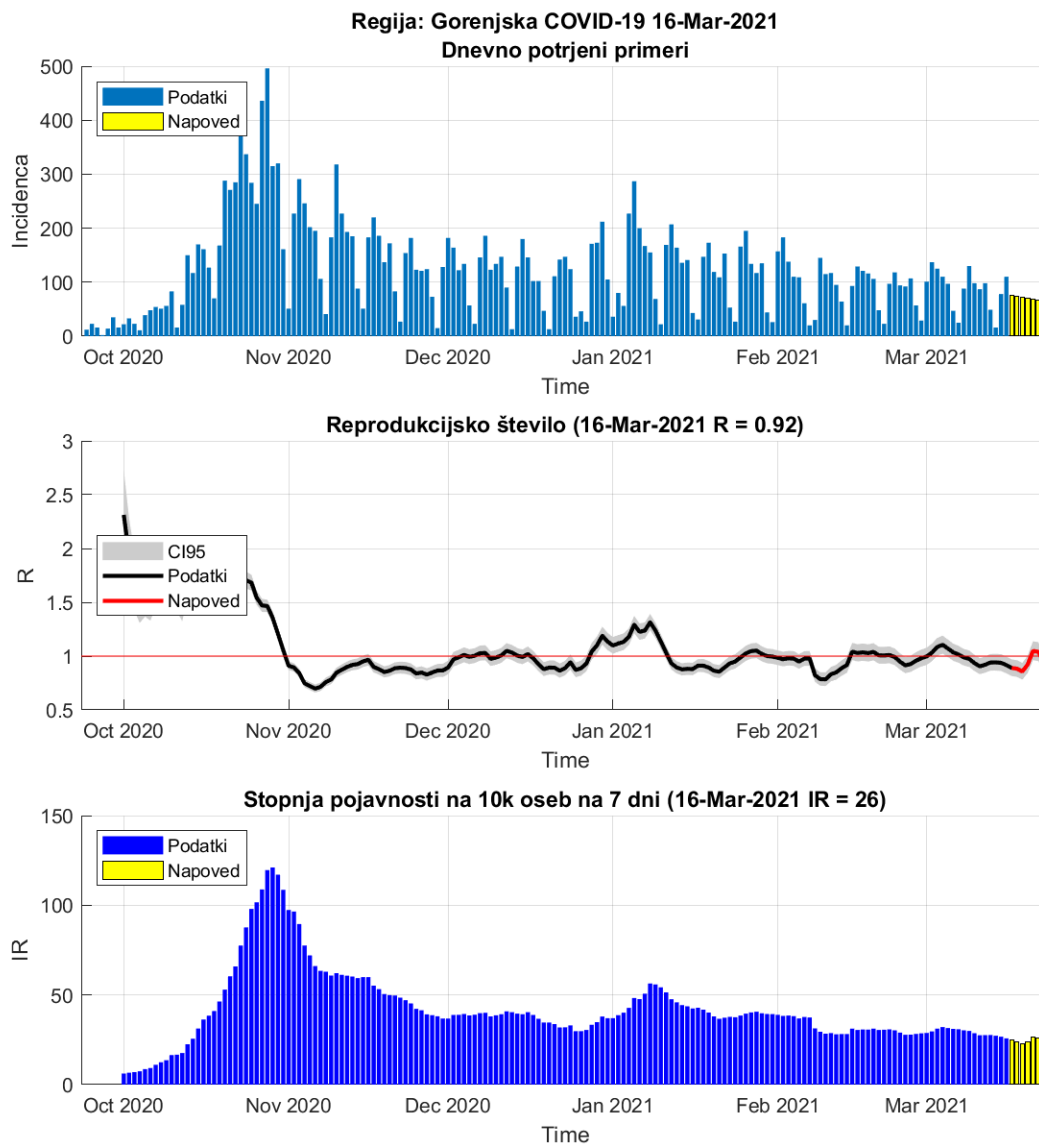 Regija: Gorenjska COVID-19 16-Mar-2021
Dnevno potrjeni primeri
500
400
300
200
100
0
Incidenca
Podatki
Napoved
Oct 2020 Nov 2020 Dec 2020 Jan 2021 Feb 2021 Mar 2021
Time
Reprodukcijsko število (16-Mar-2021 R = 0.92)
3
2.5
2
1.5
1
0.5
R
CI95
Podatki
Napoved
Oct 2020 Nov 2020 Dec 2020 Jan 2021 Feb 2021 Mar 2021
Time
Stopnja pojavnosti na 10k oseb na 7 dni (16-Mar-2021 IR = 26)
150
100
50
0
IR
Podatki
Napoved
Oct 2020 Nov 2020 Dec 2020 Jan 2021 Feb 2021 Mar 2021
Time